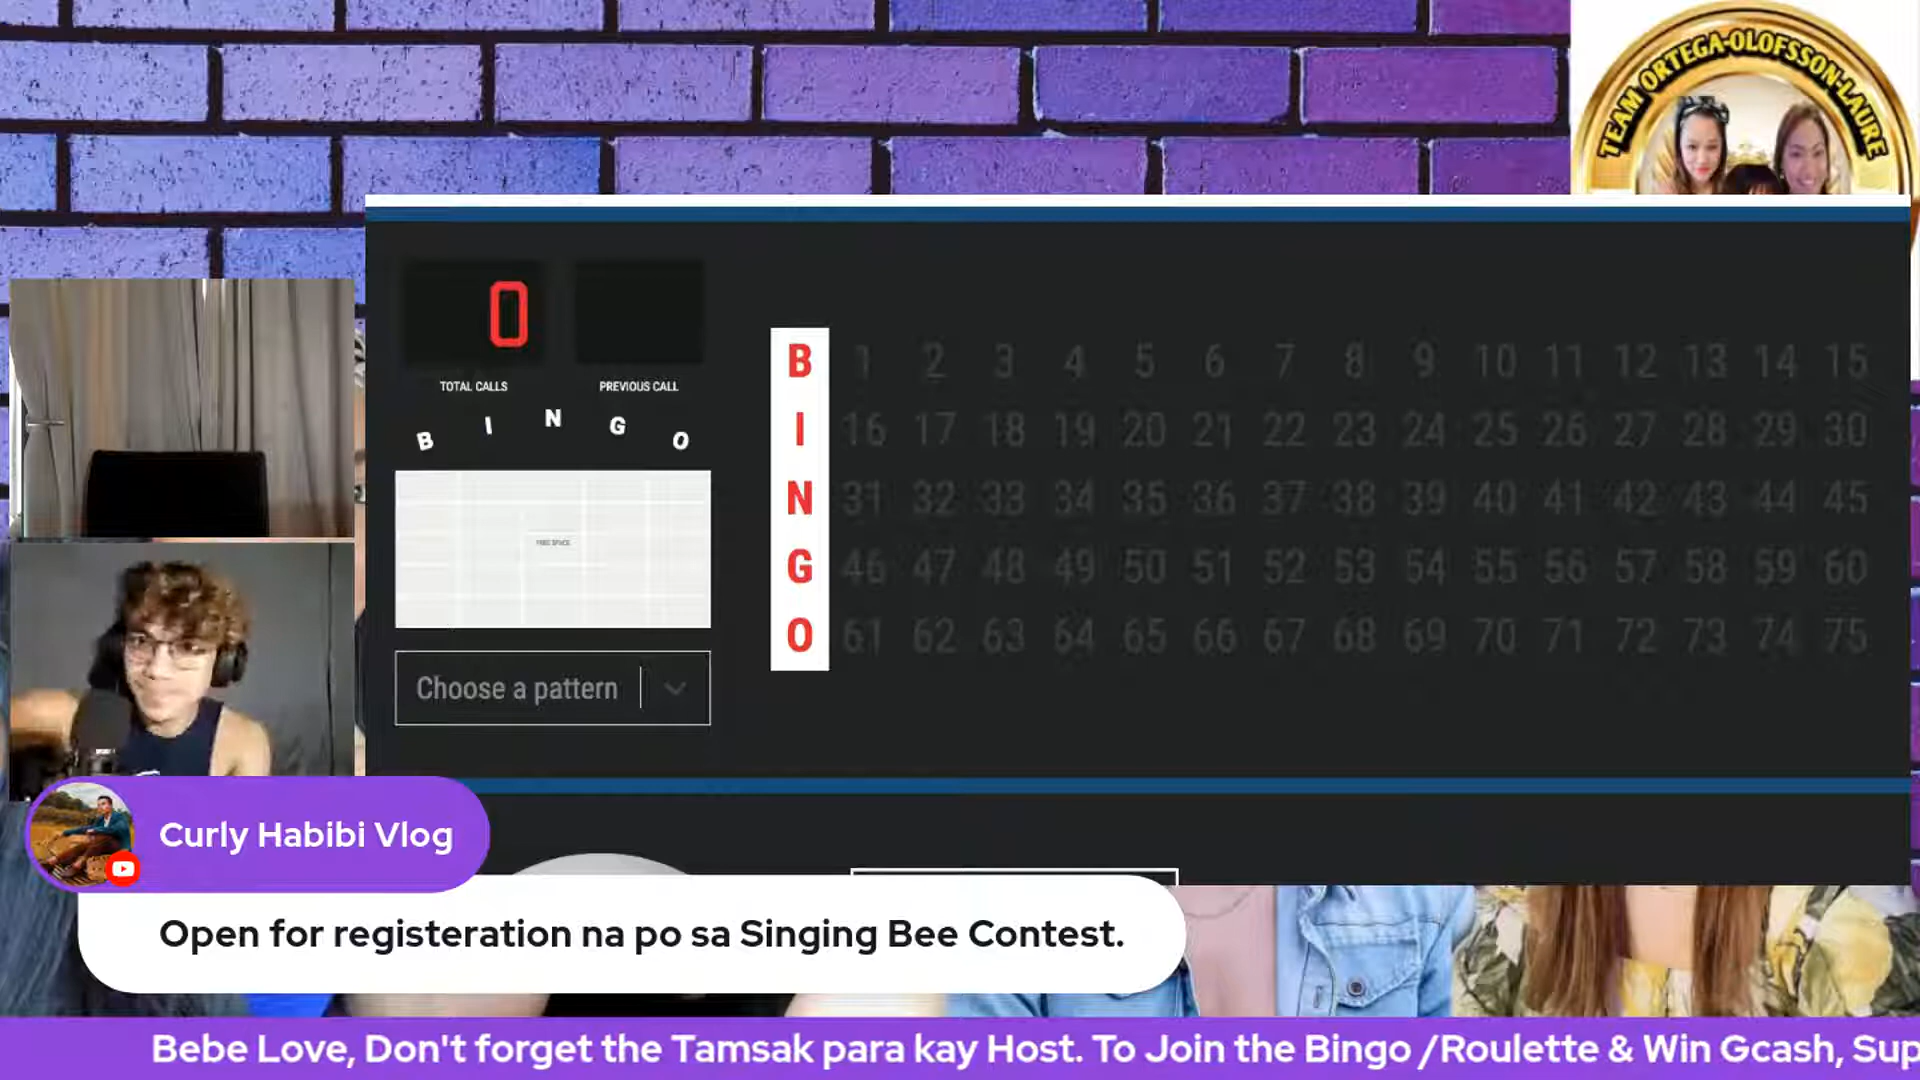 TEAM ORTEGA-OLOFSSON-LAURE
0
TOTAL CALLS
PREVIOUS CALL
B I N G O
FREE SPACE
Choose a pattern
B 1 2 3 4 5 6 7 8 9 10 11 12 13 14 15
I 16 17 18 19 20 21 22 23 24 25 26 27 28 29 30
N 31 32 33 34 35 36 37 38 39 40 41 42 43 44 45
G 46 47 48 49 50 51 52 53 54 55 56 57 58 59 60
O 61 62 63 64 65 66 67 68 69 70 71 72 73 74 75
Curly Habibi Vlog
Open for registeration na po sa Singing Bee Contest.
Bebe Love, Don't forget the Tamsak para kay Host. To Join the Bingo /Roulette & Win Gcash, Sup